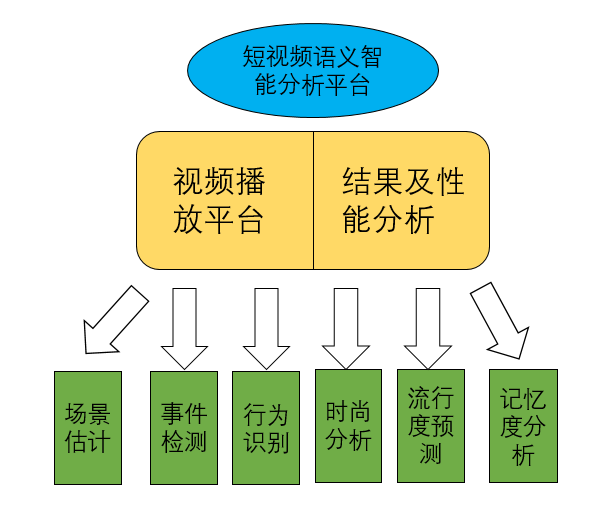 短视频语义智
能分析平台
视频播
放平台
结果及性
能分析
场景
估计
事件
检测
行为
识别
时尚
分析
流行
度预
测
记忆
度分
析